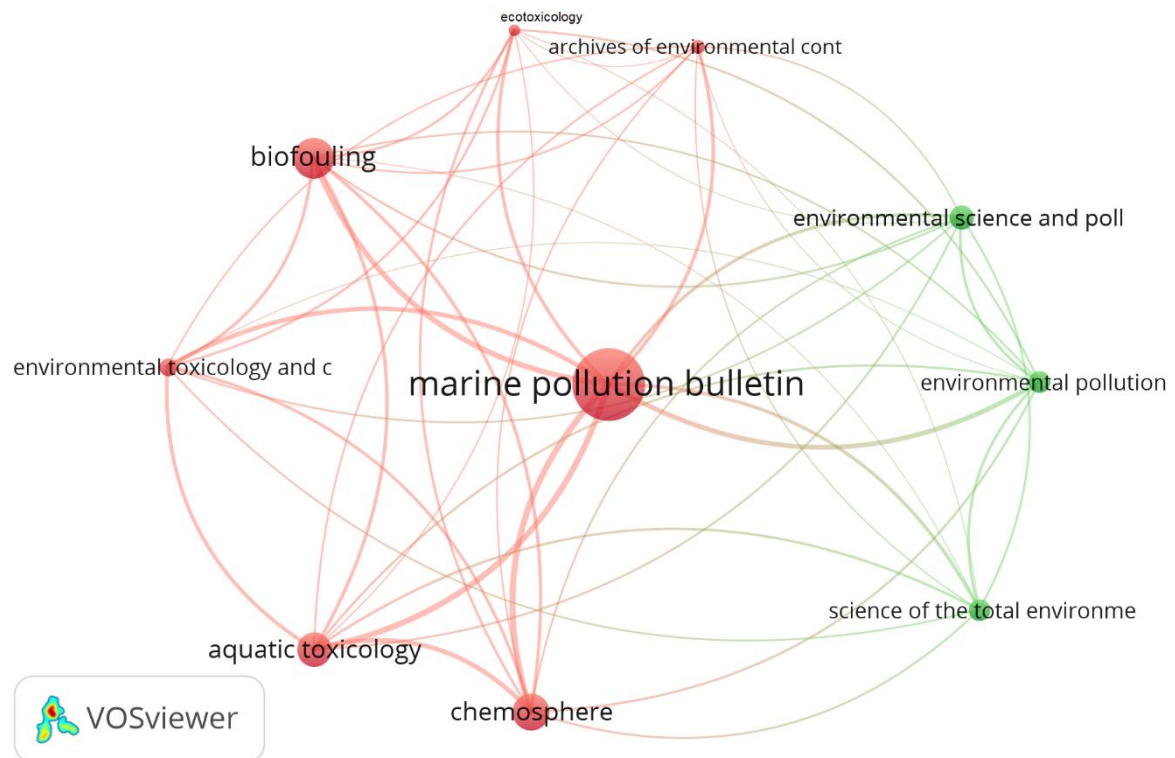 ecotoxicology
archives of environmental cont
biofouling
environmental science and poll
environmental toxicology and c
marine pollution bulletin
environmental pollution
science of the total environme
aquatic toxicology
chemosphere
VOSviewer